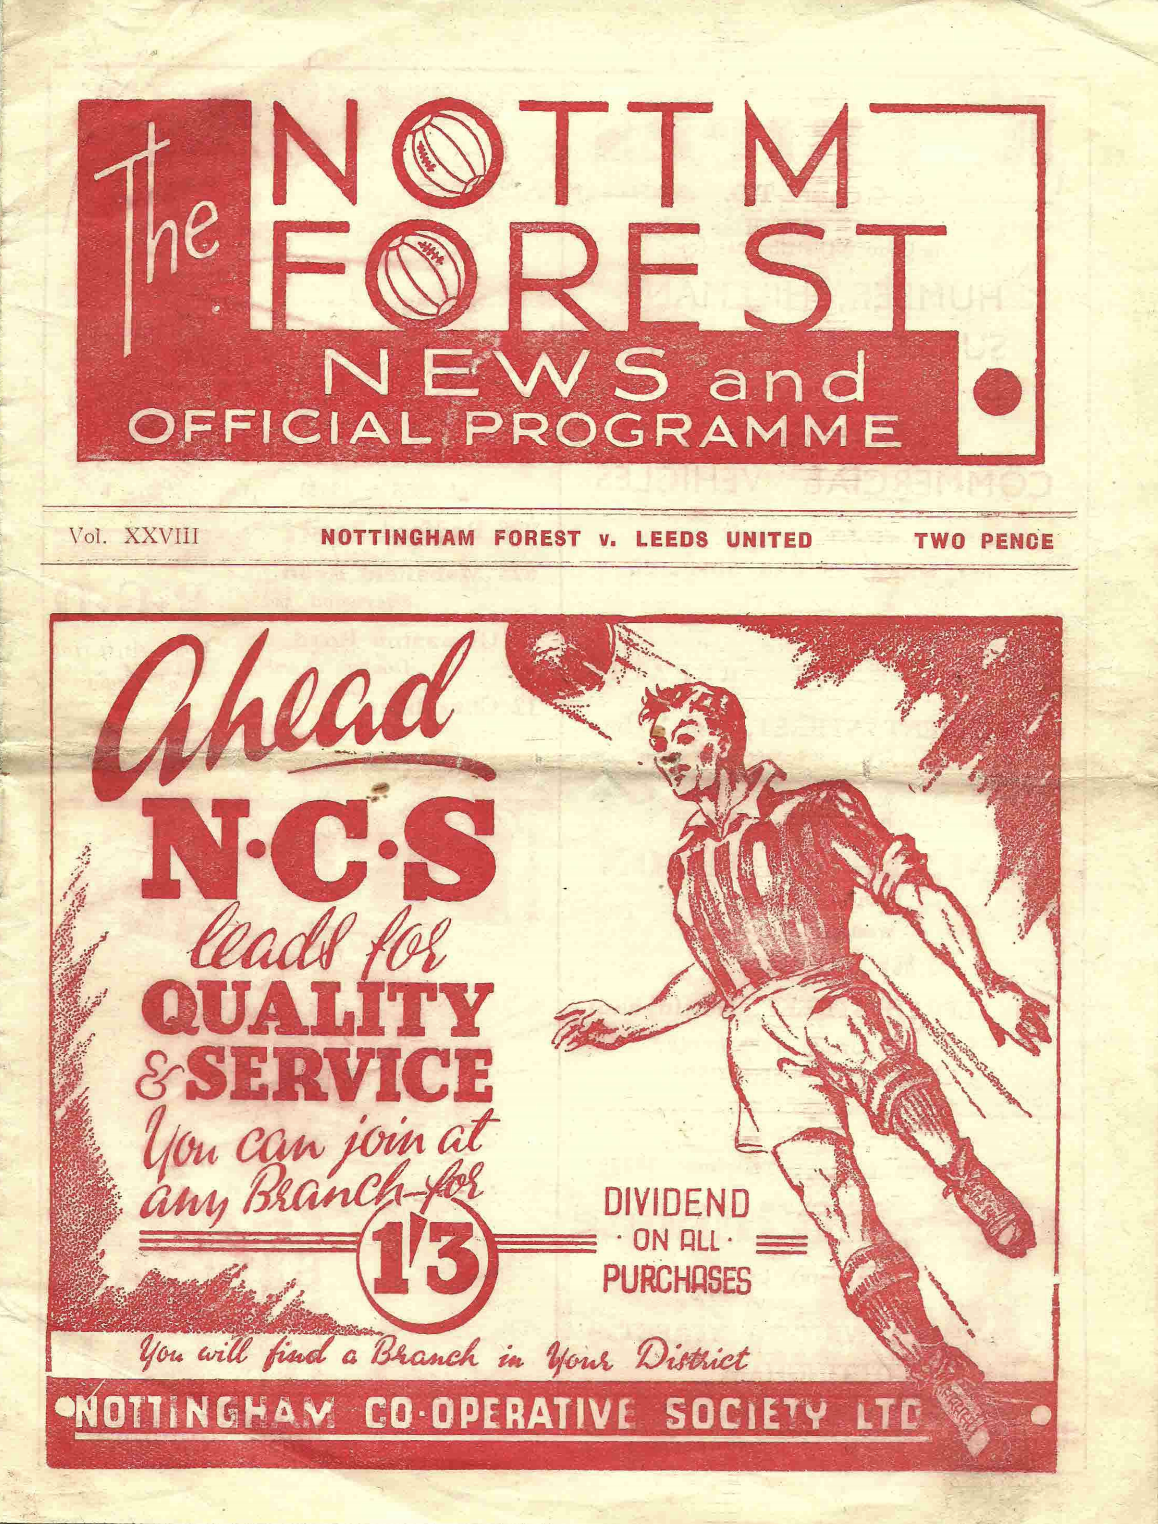 The
NOTTM
FOREST
NEWS and
OFFICIAL PROGRAMME
Vol. XXVIII NOTTINGHAM FOREST v. LEEDS UNITED TWO PENCE
Ahead
N·C·S
leads for
QUALITY
& SERVICE
You can join at
any Branch—for
1'3
DIVIDEND
· ON ALL ·
PURCHASES
You will find a Branch in Your District
NOTTINGHAM CO-OPERATIVE SOCIETY LTD